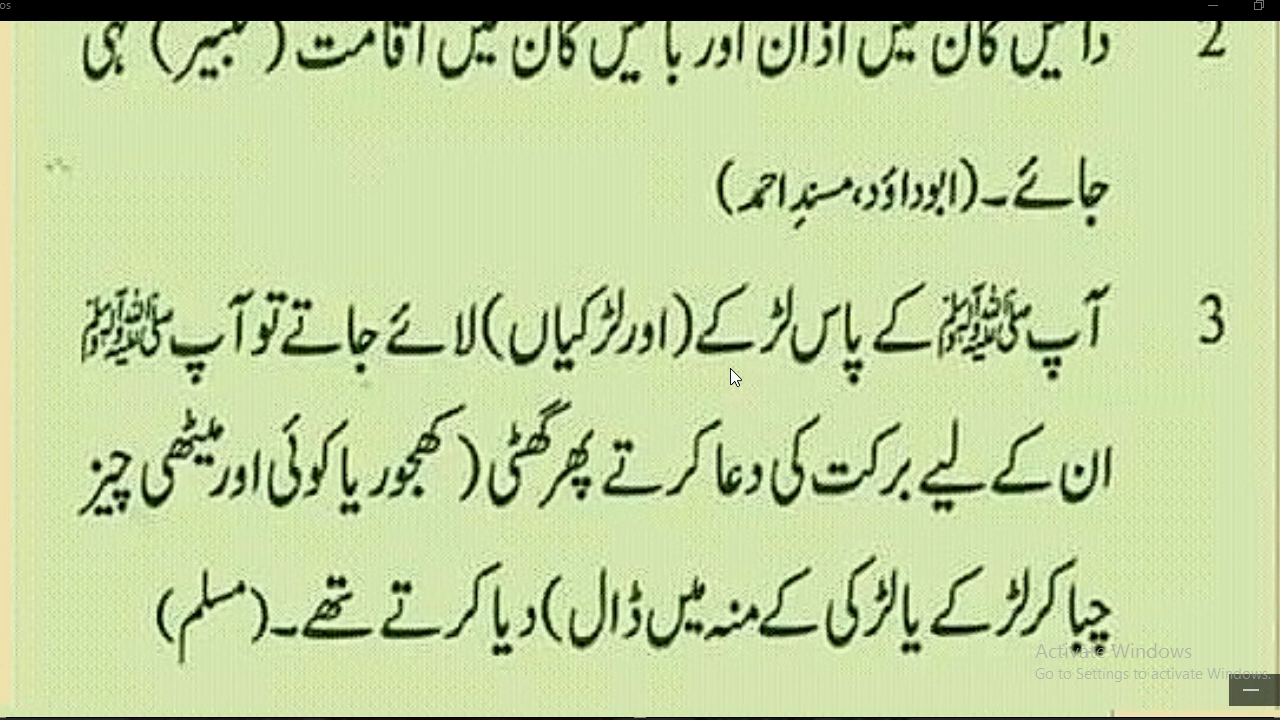 os
2 دائیں کان میں اذان اور بائیں کان میں اقامت (تکبیر) کہی
جائے۔ (ابوداؤد، مسندِ احمد)
3 آپ ﷺ کے پاس لڑکے (اور لڑکیاں) لائے جاتے تو آپ ﷺ
ان کے لیے برکت کی دعا کرتے پھر گھٹی (کھجور یا کوئی اور میٹھی چیز
چبا کر لڑکے یا لڑکی کے منہ میں ڈال) دیا کرتے تھے۔ (مسلم)
Activate Windows
Go to Settings to activate Windows.